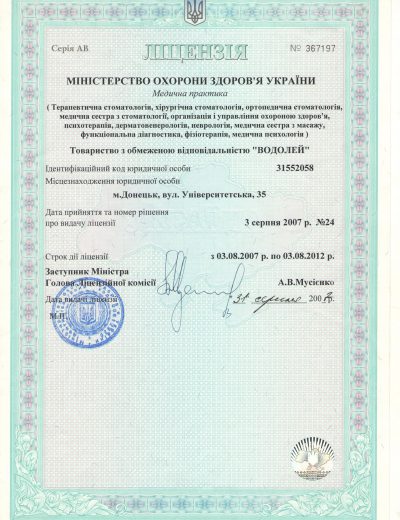 Серія АВ
ЛІЦЕНЗІЯ
№ 367197
МІНІСТЕРСТВО ОХОРОНИ ЗДОРОВ'Я УКРАЇНИ
Медична практика
( Терапевтична стоматологія, хірургічна стоматологія, ортопедична стоматологія,
медична сестра з стоматології, організація і управління охороною здоров'я,
психотерапія, дерматовенерологія, неврологія, медична сестра з масажу,
функціональна діагностика, фізіотерапія, медична психологія )
Товариство з обмеженою відповідальністю "ВОДОЛЕЙ"
Ідентифікаційний код юридичної особи 31552058
Місцезнаходження юридичної особи
м.Донецьк, вул. Університетська, 35
Дата прийняття та номер рішення
про видачу ліцензії 3 серпня 2007 р. №24
Строк дії ліцензії з 03.08.2007 р. по 03.08.2012 р.
Заступник Міністра
Голова Ліцензійної комісії А.В.Мусієнко
Дата видачі ліцензії 31 серпня 200
М.П.